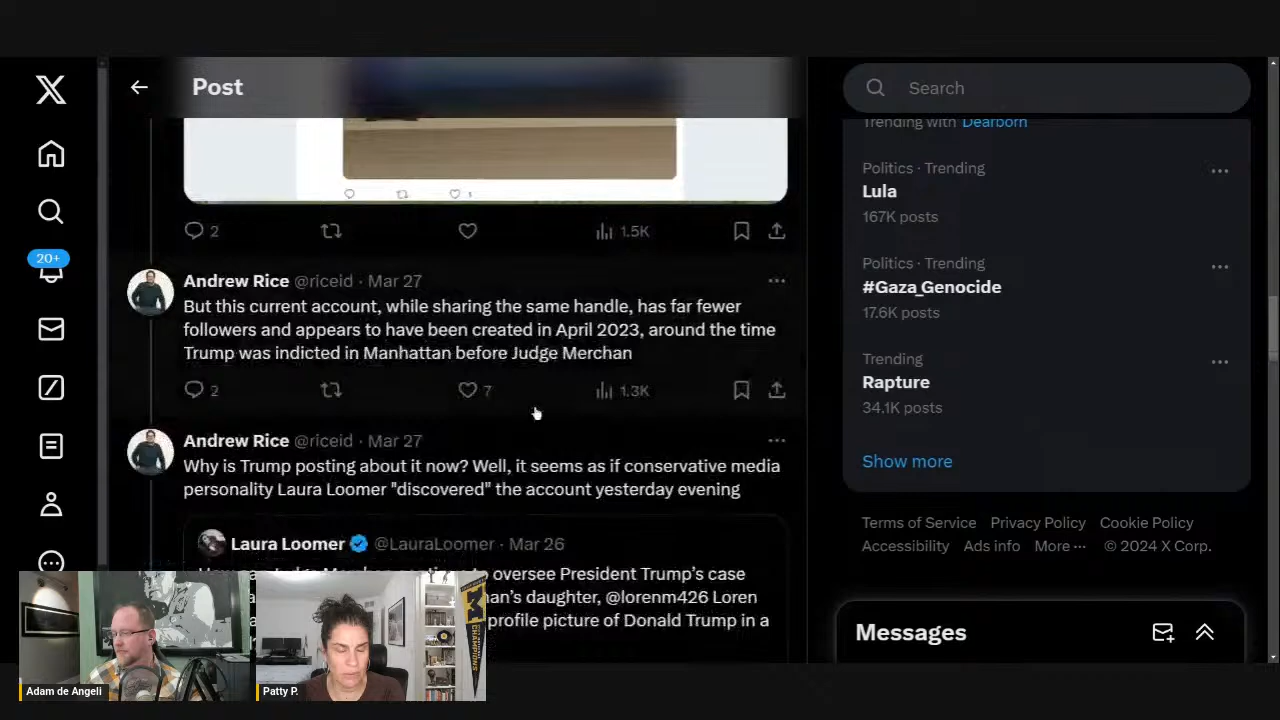 Post
Search
Trending with Dearborn
Politics · Trending
Lula
167K posts
2
1.5K
Politics · Trending
#Gaza_Genocide
17.6K posts
20+
Andrew Rice @riceid · Mar 27
But this current account, while sharing the same handle, has far fewer
followers and appears to have been created in April 2023, around the time
Trump was indicted in Manhattan before Judge Merchan
2
7
1.3K
Trending
Rapture
34.1K posts
Show more
Andrew Rice @riceid · Mar 27
Why is Trump posting about it now? Well, it seems as if conservative media
personality Laura Loomer "discovered" the account yesterday evening
Laura Loomer @LauraLoomer · Mar 26
oversee President Trump's case
an's daughter, @lorenm426 Loren
profile picture of Donald Trump in a
Terms of Service Privacy Policy Cookie Policy
Accessibility Ads info More ··· © 2024 X Corp.
Messages
CHAMPIONS
Adam de Angeli
Patty P.